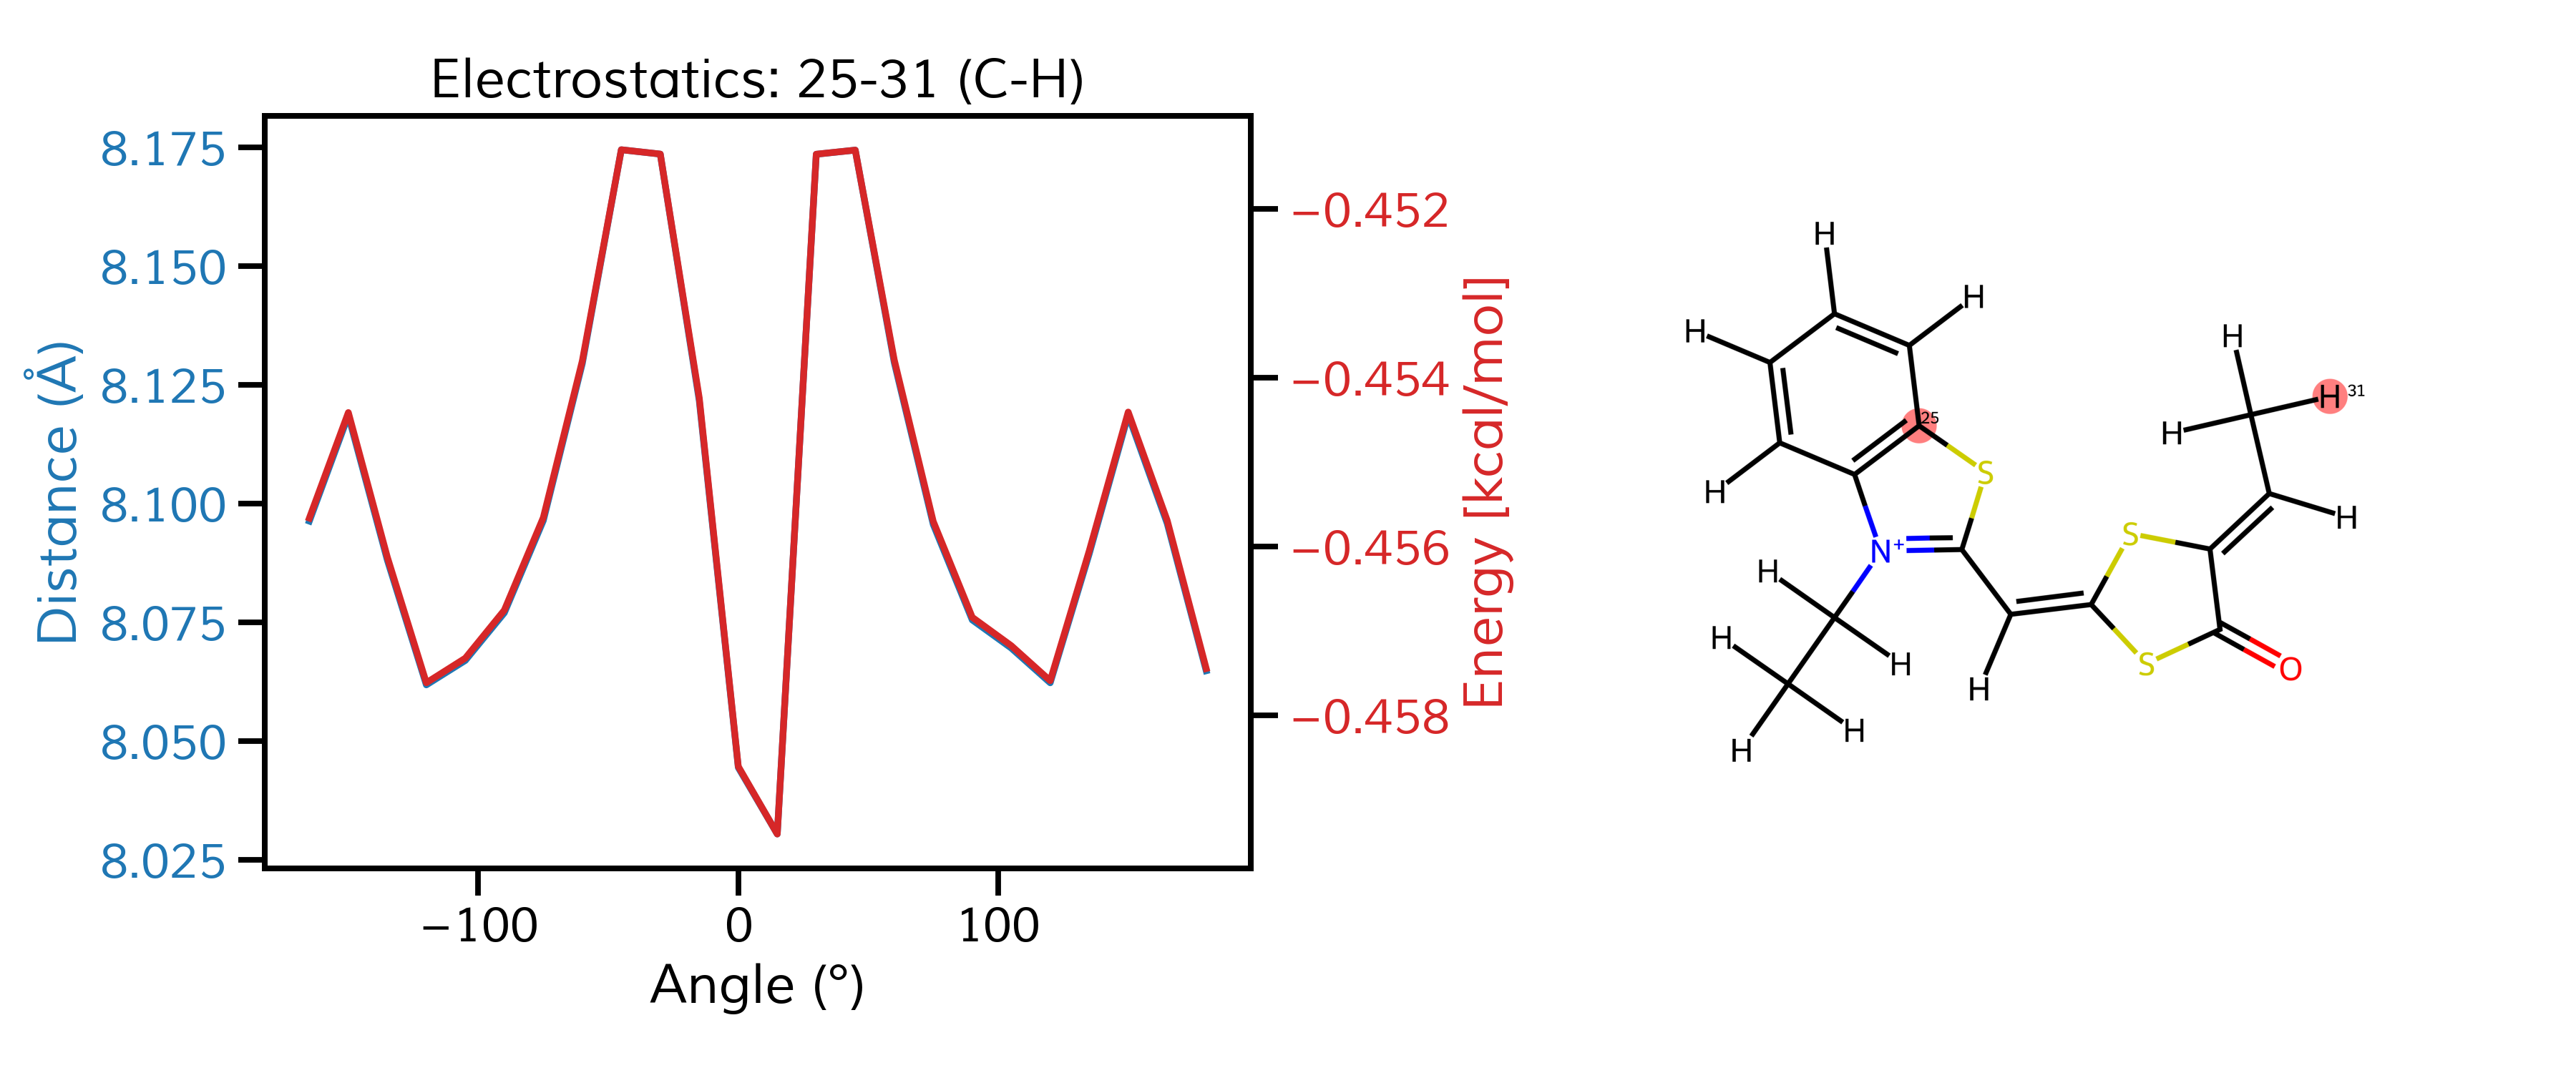 Electrostatics: 25-31 (C-H)
Distance (Å)
8.175
8.150
8.125
8.100
8.075
8.050
8.025
−100
0
100
Angle (°)
−0.452
−0.454
−0.456
−0.458
Energy [kcal/mol]
H
H
H
H
H 31
25
H
S
H
H
S
N+
H
H
S
O
H
H
H
H